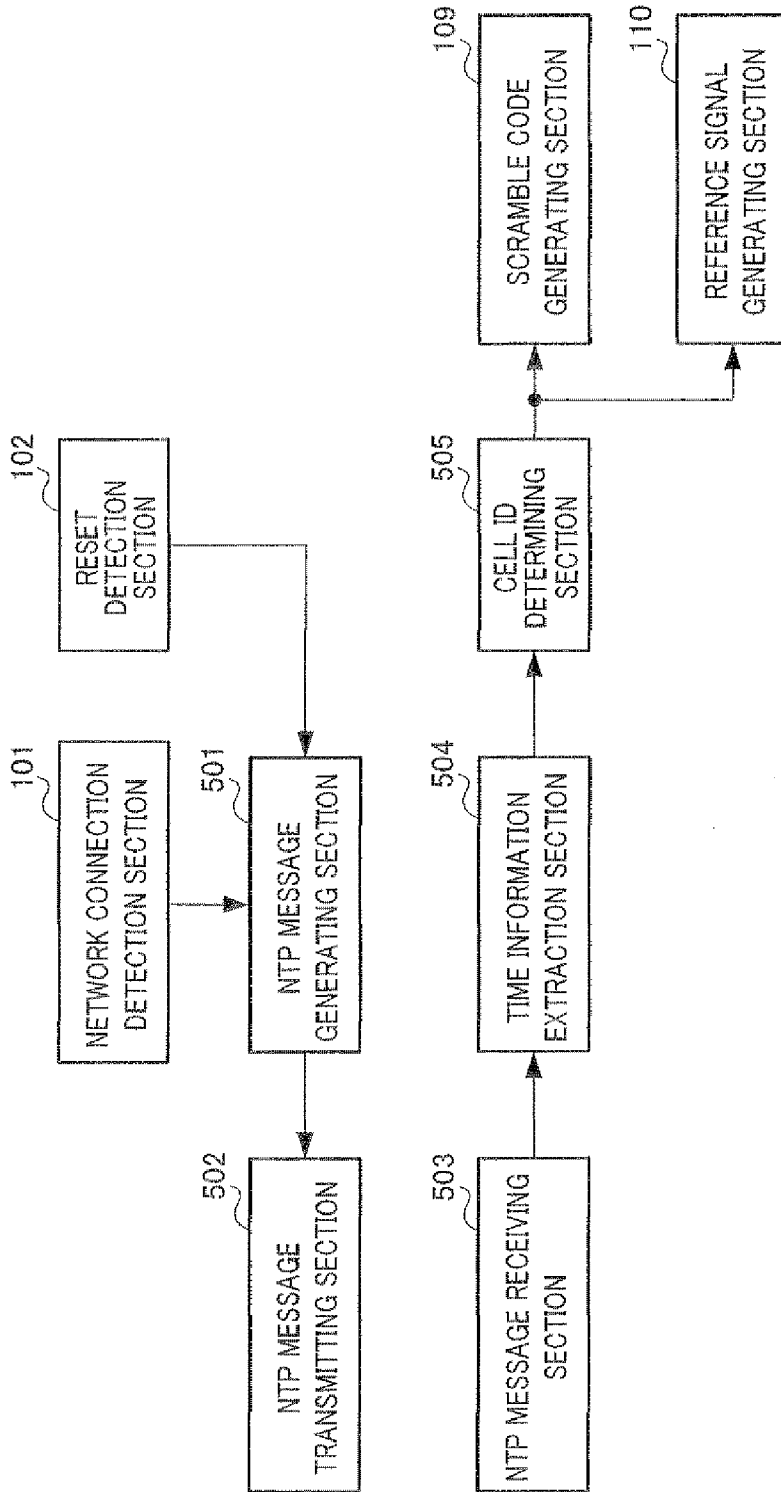 101
NETWORK CONNECTION
DETECTION SECTION
102
RESET
DETECTION
SECTION
502
NTP MESSAGE
TRANSMITTING SECTION
501
NTP MESSAGE
GENERATING SECTION
503
NTP MESSAGE RECEIVING
SECTION
504
TIME INFORMATION
EXTRACTION SECTION
505
CELL ID
DETERMINING
SECTION
109
SCRAMBLE CODE
GENERATING SECTION
110
REFERENCE SIGNAL
GENERATING SECTION